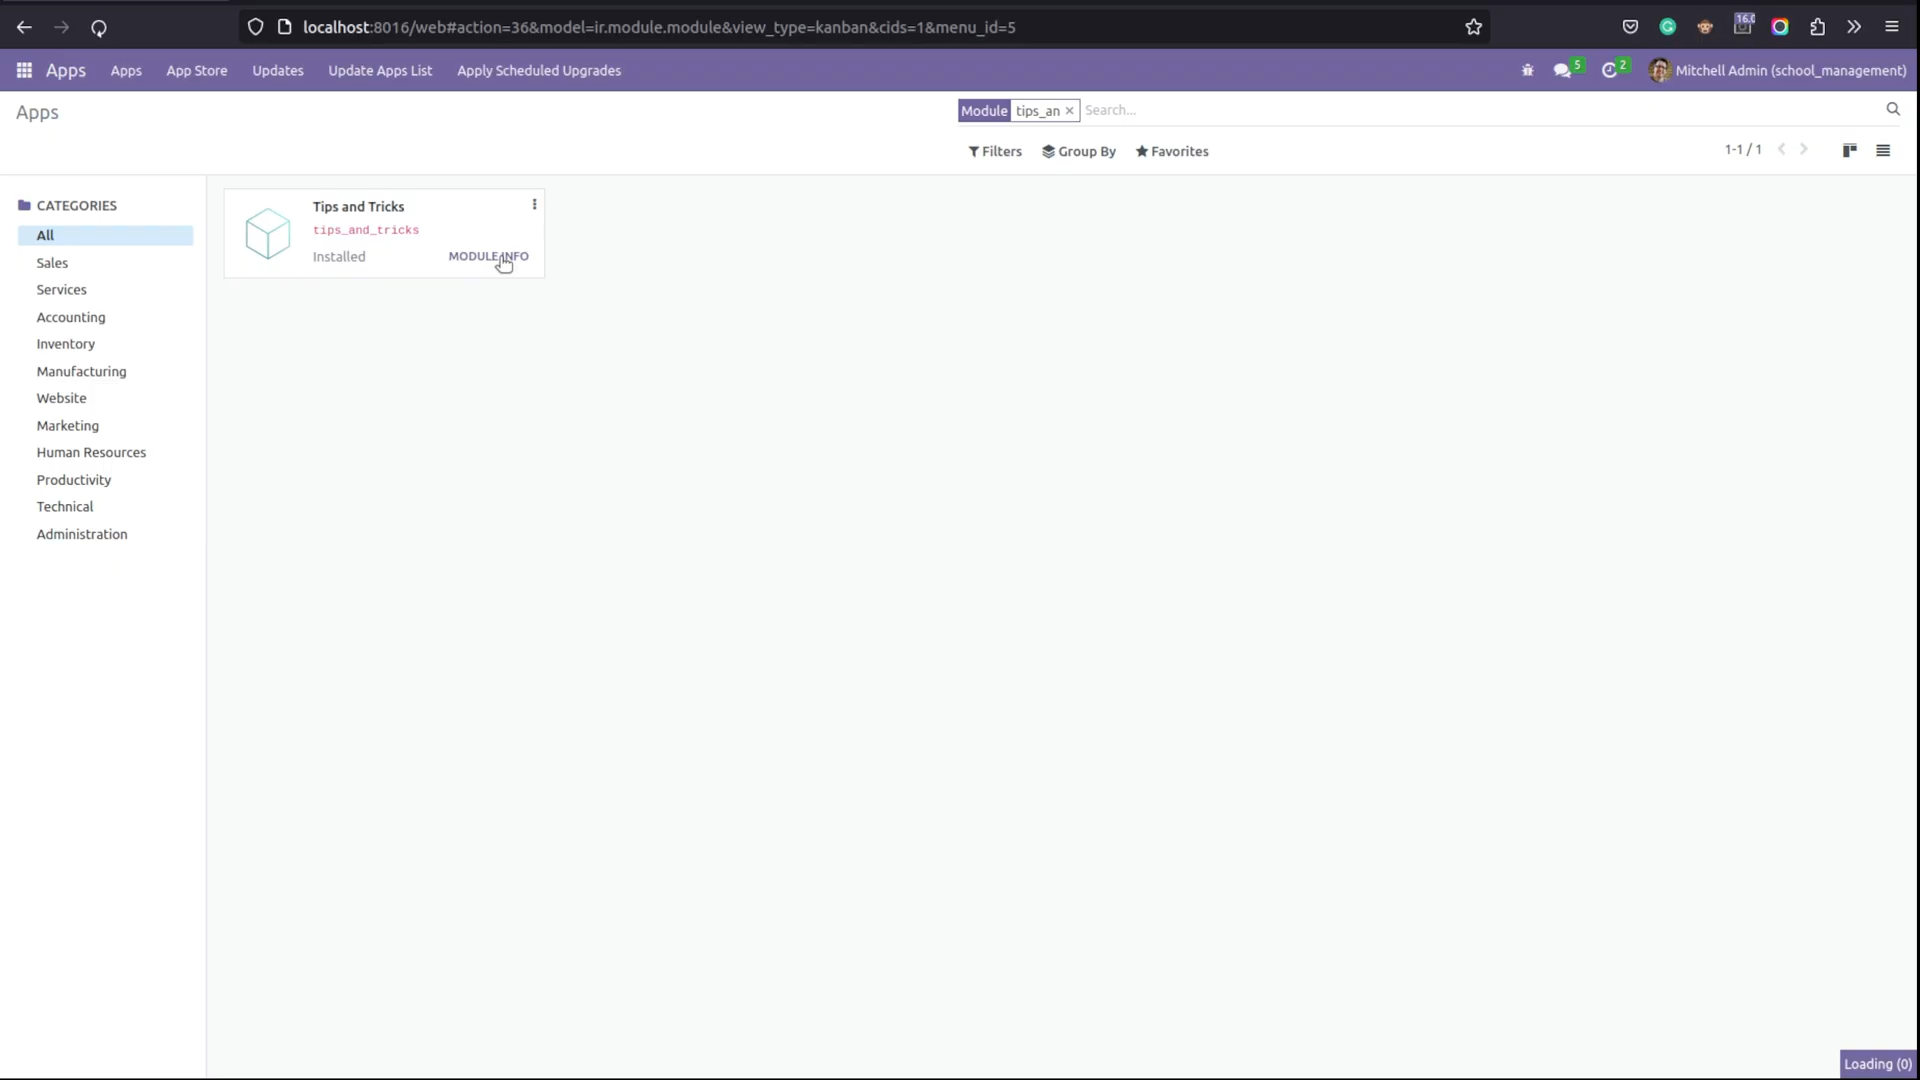 localhost:8016/web#action=36&model=ir.module.module&view_type=kanban&cids=1&menu_id=5
16.0
Apps Apps App Store Updates Update Apps List Apply Scheduled Upgrades 5 2 Mitchell Admin (school_management)
Apps
Module tips_an × Search...
Filters Group By Favorites 1-1 / 1
CATEGORIES
All
Sales
Services
Accounting
Inventory
Manufacturing
Website
Marketing
Human Resources
Productivity
Technical
Administration
Tips and Tricks
tips_and_tricks
Installed MODULE INFO
Loading (0)